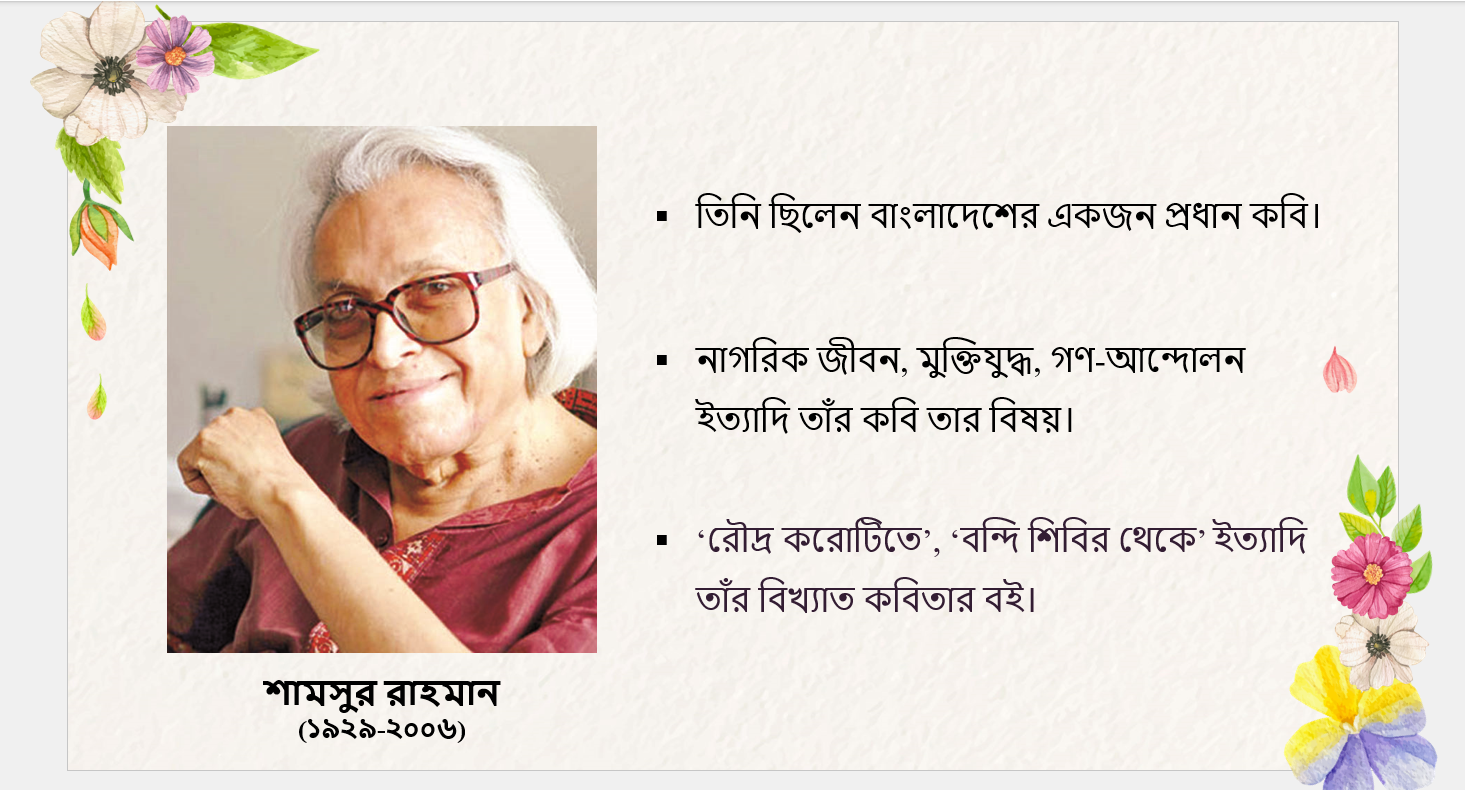 তিনি ছিলেন বাংলাদেশের একজন প্রধান কবি।
নাগরিক জীবন, মুক্তিযুদ্ধ, গণ-আন্দোলন
ইত্যাদি তাঁর কবি তার বিষয়।
‘রৌদ্র করোটিতে’, ‘বন্দি শিবির থেকে’ ইত্যাদি
তাঁর বিখ্যাত কবিতার বই।
শামসুর রাহমান
(১৯২৯-২০০৬)